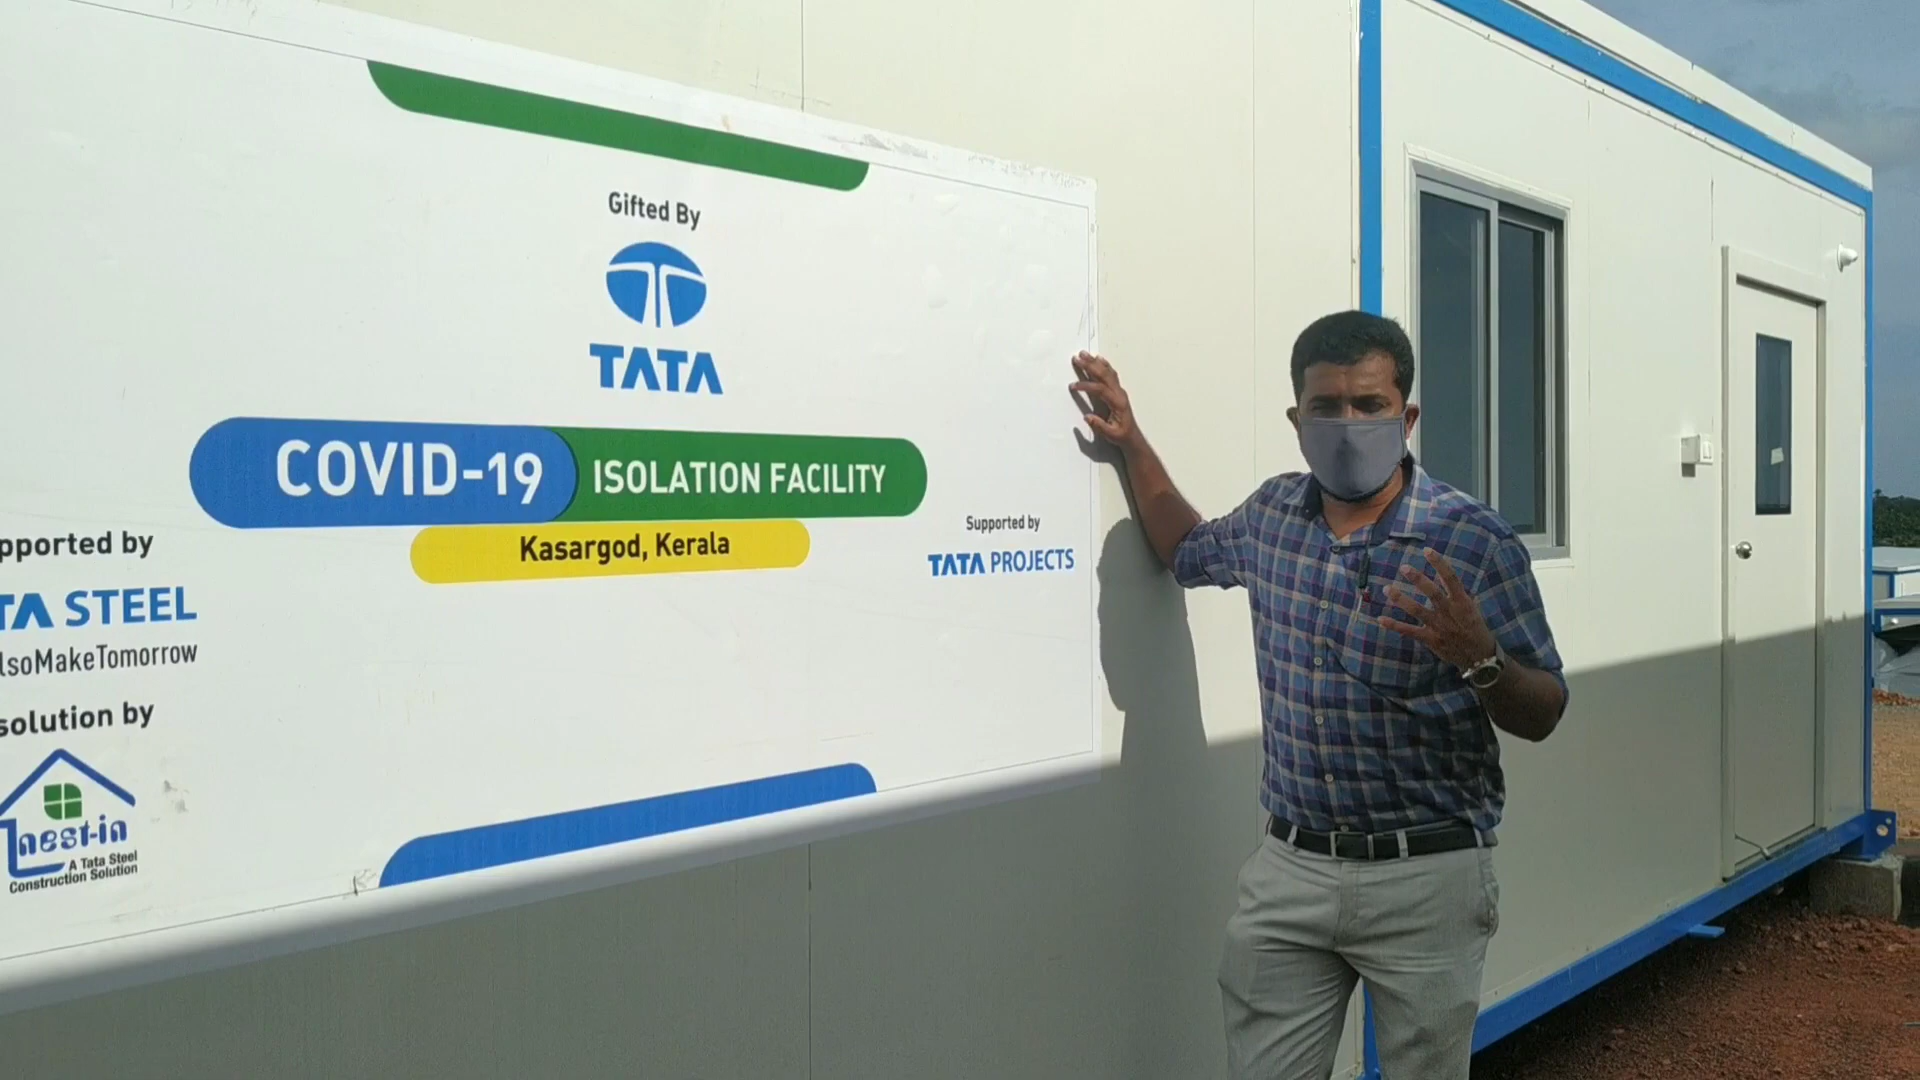 Gifted By
TATA
COVID-19 ISOLATION FACILITY
Kasargod, Kerala
pported by
TA STEEL
lsoMakeTomorrow
solution by
nest-in
A Tata Steel
Construction Solution
Supported by
TATA PROJECTS